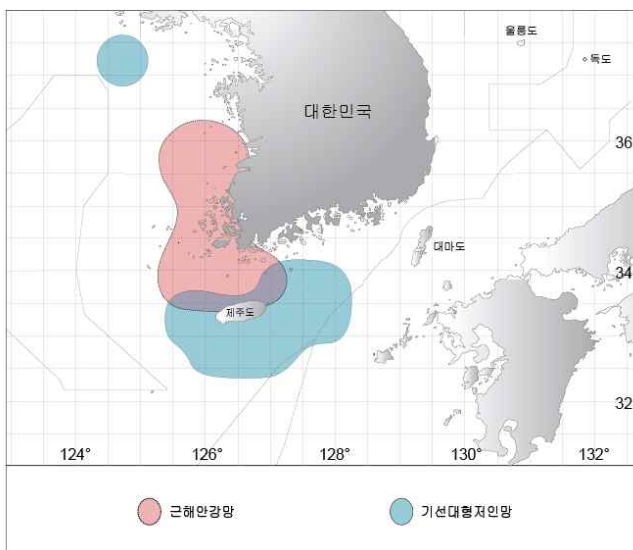 울릉도
독도
대한민국
36
대마도
34
제주도
32
124°
126°
128°
130°
132°
근해안강망
기선대형저인망